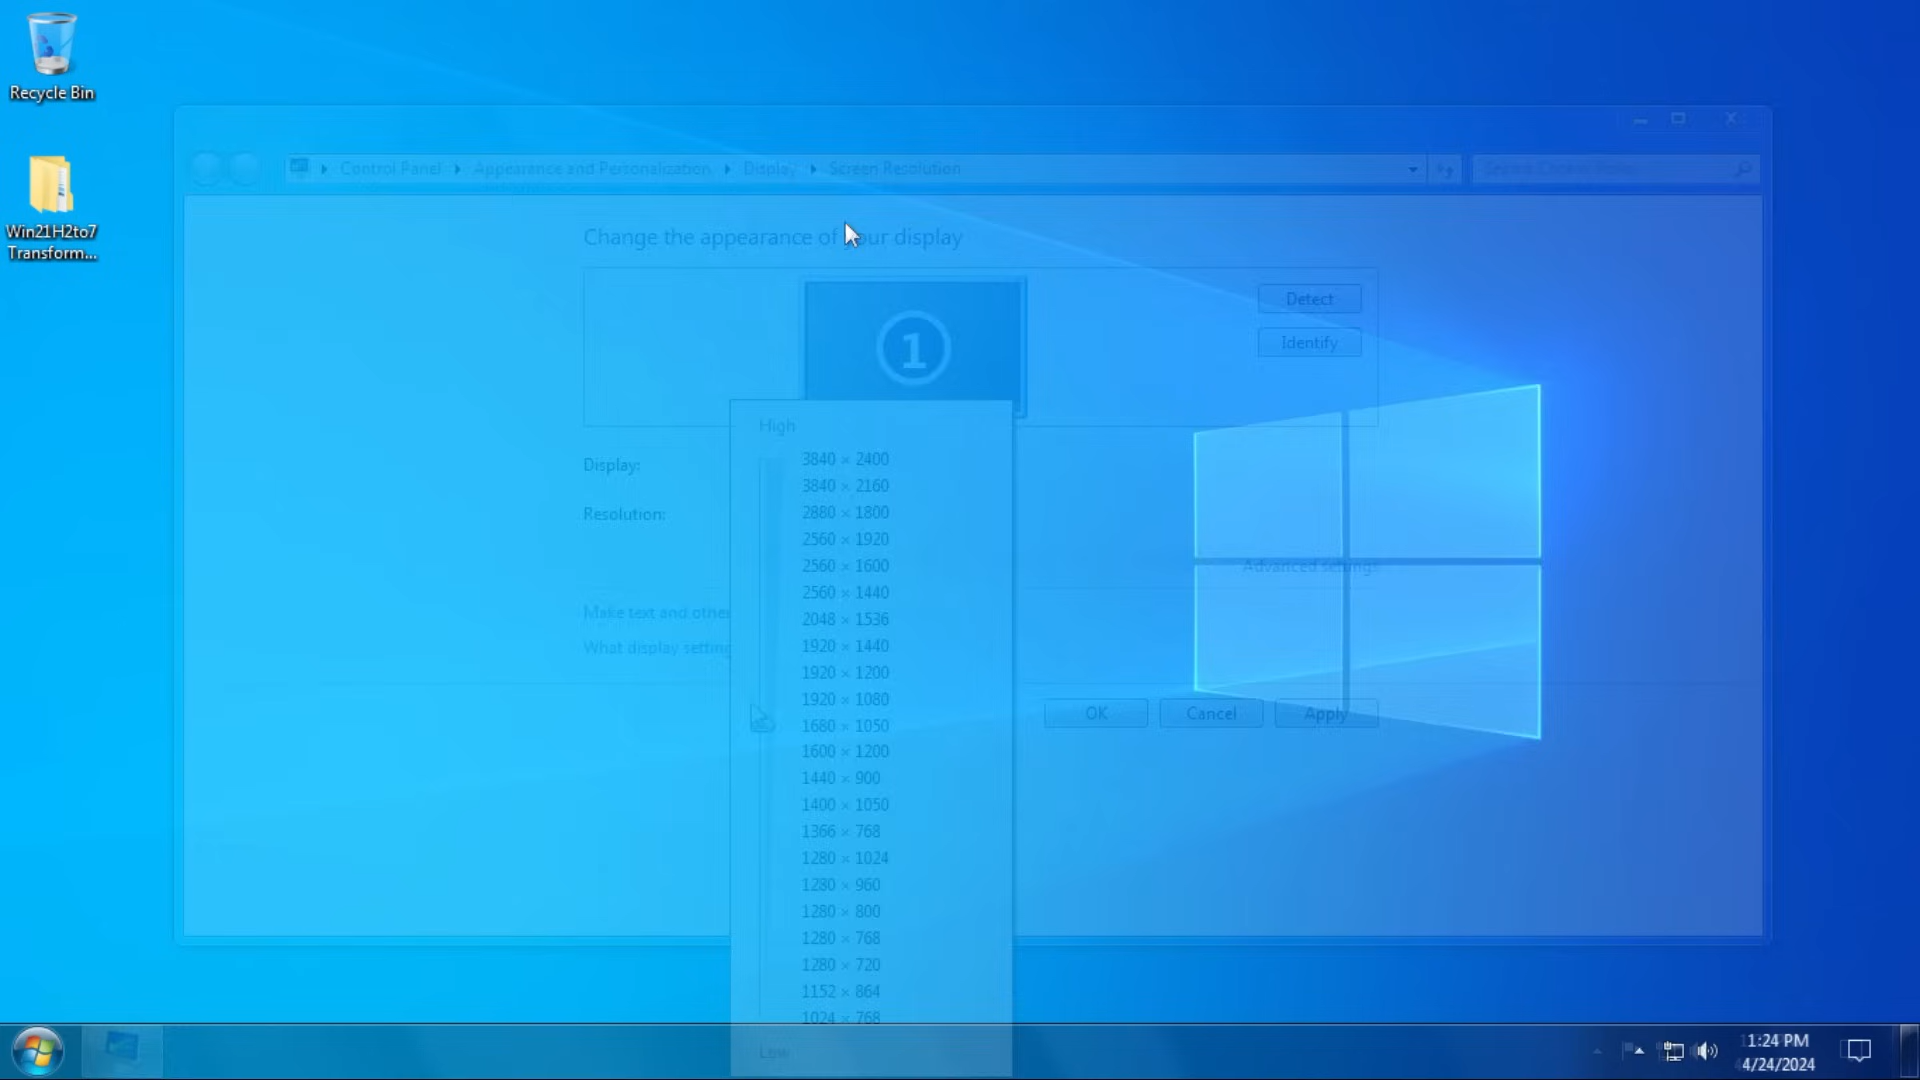 Recycle Bin
Win21H2to7
Transform...
Control Panel
Appearance and Personalization
Display
Screen Resolution
Change the appearance of your display
1
Detect
Identify
Display:
Resolution:
High
3840 × 2400
3840 × 2160
2880 × 1800
2560 × 1920
2560 × 1600
2560 × 1440
2048 × 1536
1920 × 1440
1920 × 1200
1920 × 1080
1680 × 1050
1600 × 1200
1440 × 900
1400 × 1050
1366 × 768
1280 × 1024
1280 × 960
1280 × 800
1280 × 768
1280 × 720
1152 × 864
1024 × 768
Low
Advanced settings
Make text and other
What display setting
OK
Cancel
Apply
1:24 PM
4/24/2024